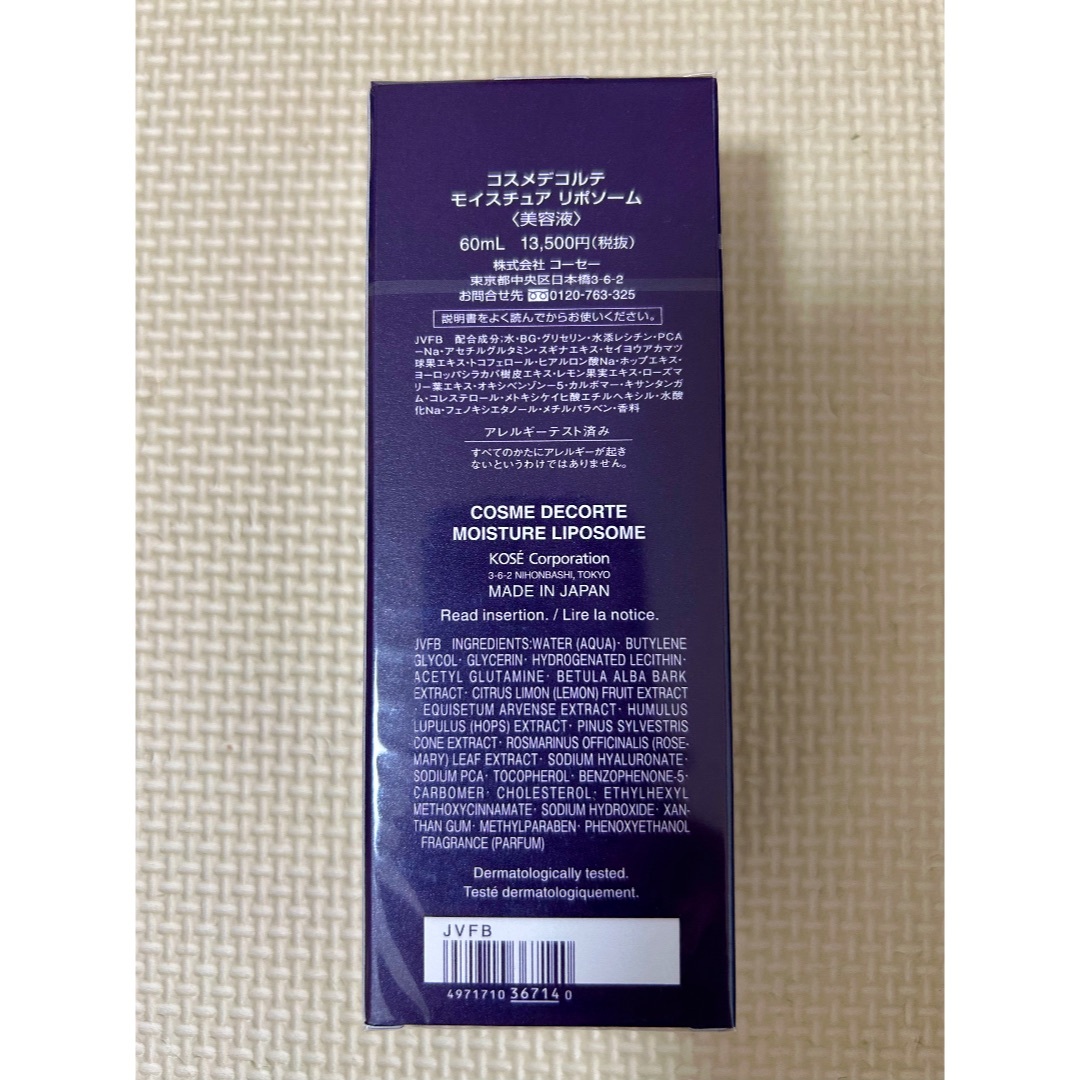 コスメデコルテ
モイスチュア リポソーム
〈美容液〉
60mL 13,500円(税抜)
株式会社 コーセー
東京都中央区日本橋3-6-2
お問合せ先 0120-763-325
説明書をよく読んでからお使いください。
JVFB 配合成分;水・BG・グリセリン・水添レシチン・PCA
ーNa・アセチルグルタミン・スギナエキス・セイヨウアカマツ
球果エキス・トコフェロール・ヒアルロン酸Na・ホップエキス・
ヨーロッパシラカバ樹皮エキス・レモン果実エキス・ローズマ
リー葉エキス・オキシベンゾンー5・カルボマー・キサンタンガ
ム・コレステロール・メトキシケイヒ酸エチルヘキシル・水酸
化Na・フェノキシエタノール・メチルパラベン・香料
アレルギーテスト済み
すべてのかたにアレルギーが起き
ないというわけではありません。
COSME DECORTE
MOISTURE LIPOSOME
KOSÉ Corporation
3-6-2 NIHONBASHI, TOKYO
MADE IN JAPAN
Read insertion. / Lire la notice.
JVFB INGREDIENTS:WATER (AQUA)· BUTYLENE
GLYCOL· GLYCERIN· HYDROGENATED LECITHIN·
ACETYL GLUTAMINE· BETULA ALBA BARK
EXTRACT· CITRUS LIMON (LEMON) FRUIT EXTRACT
· EQUISETUM ARVENSE EXTRACT· HUMULUS
LUPULUS (HOPS) EXTRACT· PINUS SYLVESTRIS
CONE EXTRACT· ROSMARINUS OFFICINALIS (ROSE-
MARY) LEAF EXTRACT· SODIUM HYALURONATE·
SODIUM PCA· TOCOPHEROL· BENZOPHENONE-5·
CARBOMER· CHOLESTEROL· ETHYLHEXYL
METHOXYCINNAMATE· SODIUM HYDROXIDE· XAN-
THAN GUM· METHYLPARABEN· PHENOXYETHANOL
FRAGRANCE (PARFUM)
Dermatologically tested.
Testé dermatologiquement.
JVFB
4971710 36714 0